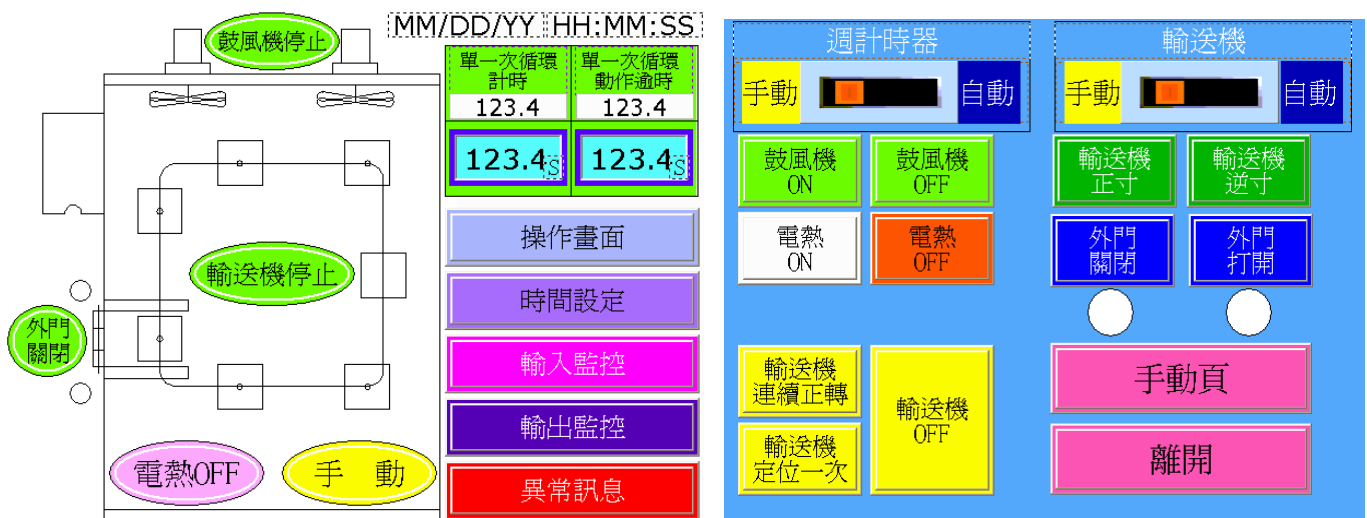 鼓風機停止
MM/DD/YY HH:MM:SS
單一次循環
計時
單一次循環
動作逾時
123.4
123.4
123.4 S
123.4 S
操作畫面
時間設定
輸入監控
輸出監控
異常訊息
輸送機停止
外門
關閉
電熱OFF
手 動
週計時器
手動
自動
輸送機
手動
自動
鼓風機
ON
鼓風機
OFF
電熱
ON
電熱
OFF
輸送機
正寸
輸送機
逆寸
外門
關閉
外門
打開
輸送機
連續正轉
輸送機
定位一次
輸送機
OFF
手動頁
離開